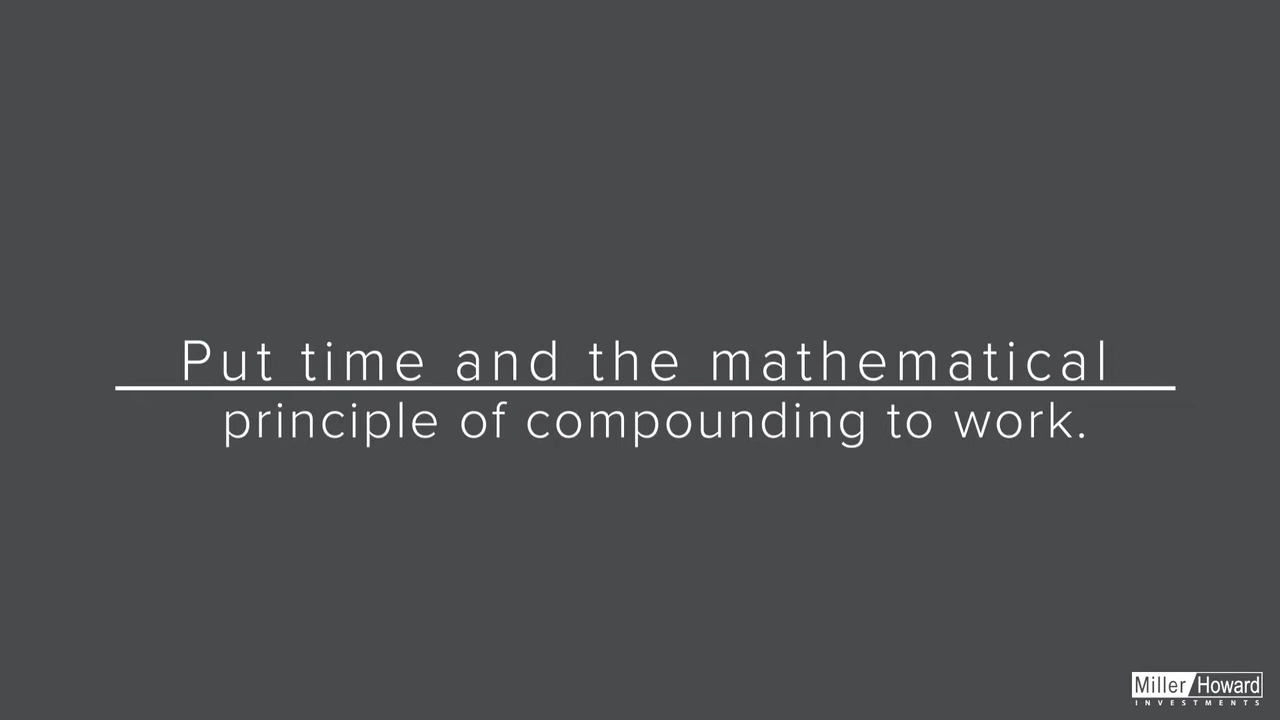 Put time and the mathematical
principle of compounding to work.
Miller/Howard
INVESTMENTS